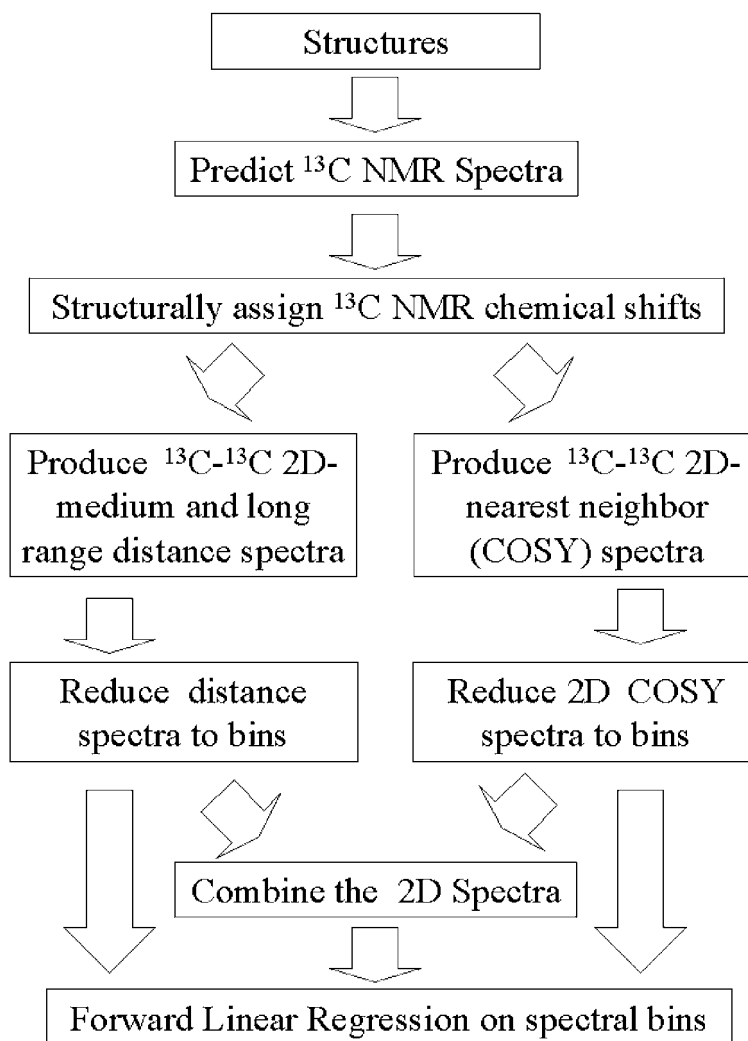 Structures
Predict ¹³C NMR Spectra
Structurally assign ¹³C NMR chemical shifts
Produce ¹³C-¹³C 2D-
medium and long
range distance spectra
Produce ¹³C-¹³C 2D-
nearest neighbor
(COSY) spectra
Reduce distance
spectra to bins
Reduce 2D COSY
spectra to bins
Combine the 2D Spectra
Forward Linear Regression on spectral bins